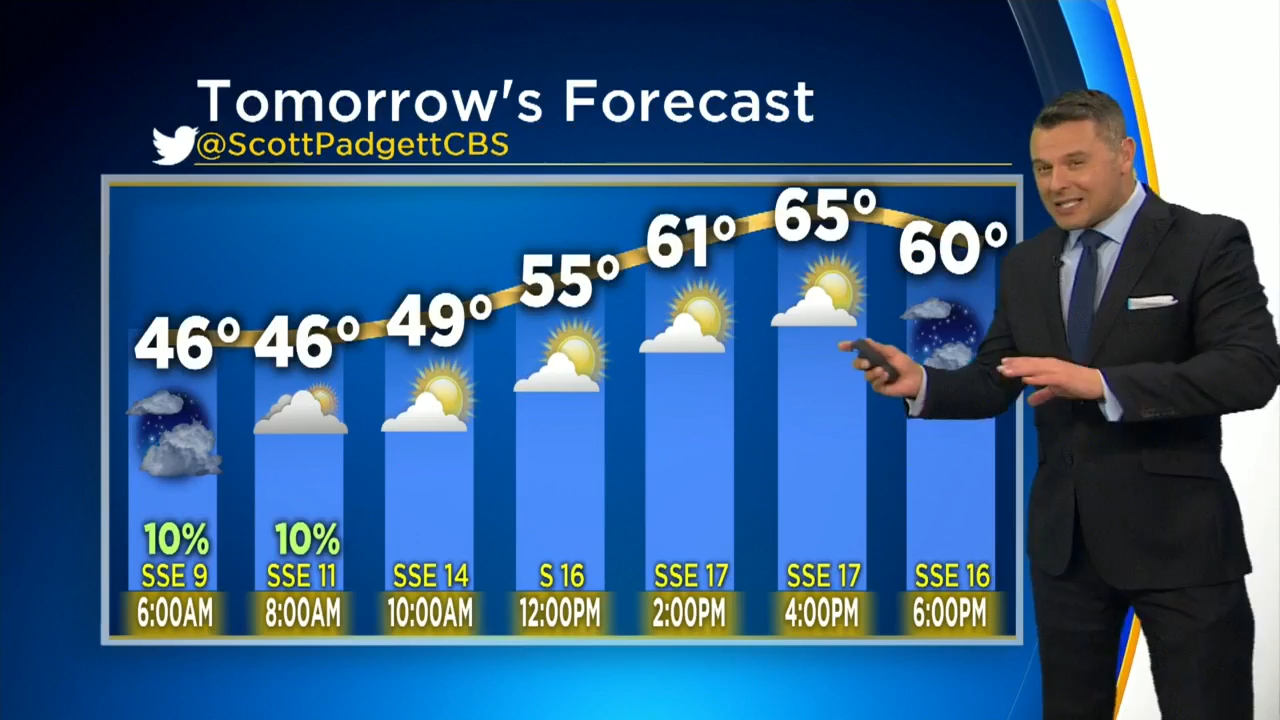 Tomorrow's Forecast
@ScottPadgettCBS
46° 46° 49° 55° 61° 65° 60°
10% 10%
SSE 9 SSE 11 SSE 14 S 16 SSE 17 SSE 17 SSE 16
6:00AM 8:00AM 10:00AM 12:00PM 2:00PM 4:00PM 6:00PM